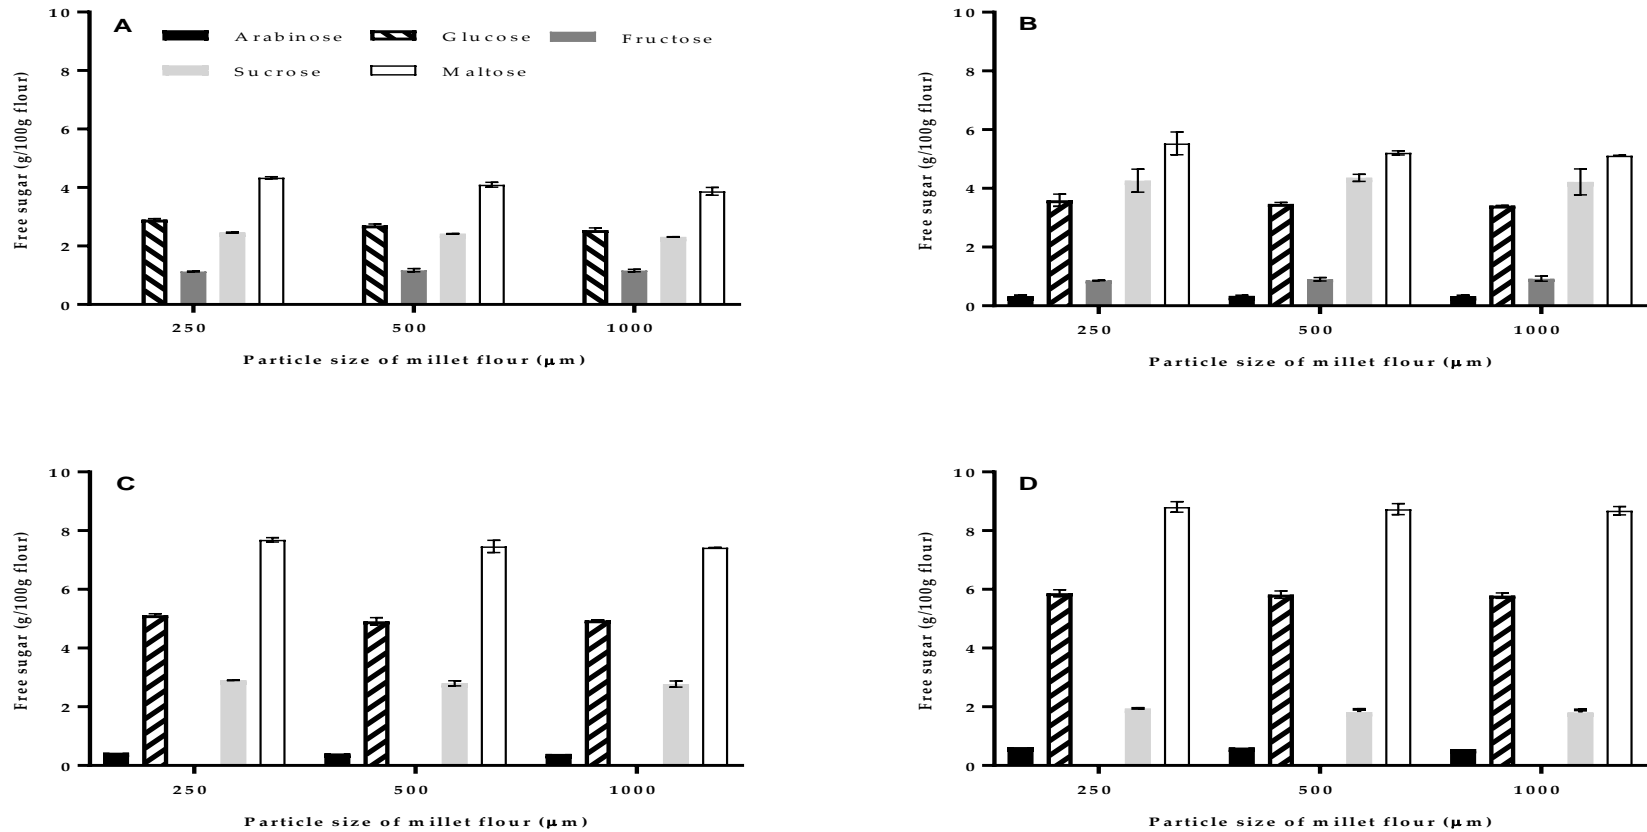 A
Arabinose
Glucose
Fructose
Sucrose
Maltose
Free sugar (g/100g flour)
10
8
6
4
2
0
250
500
1000
Particle size of millet flour (μm)
B
Free sugar (g/100g flour)
10
8
6
4
2
0
250
500
1000
Particle size of millet flour (μm)
C
Free sugar (g/100g flour)
10
8
6
4
2
0
250
500
1000
Particle size of millet flour (μm)
D
Free sugar (g/100g flour)
10
8
6
4
2
0
250
500
1000
Particle size of millet flour (μm)